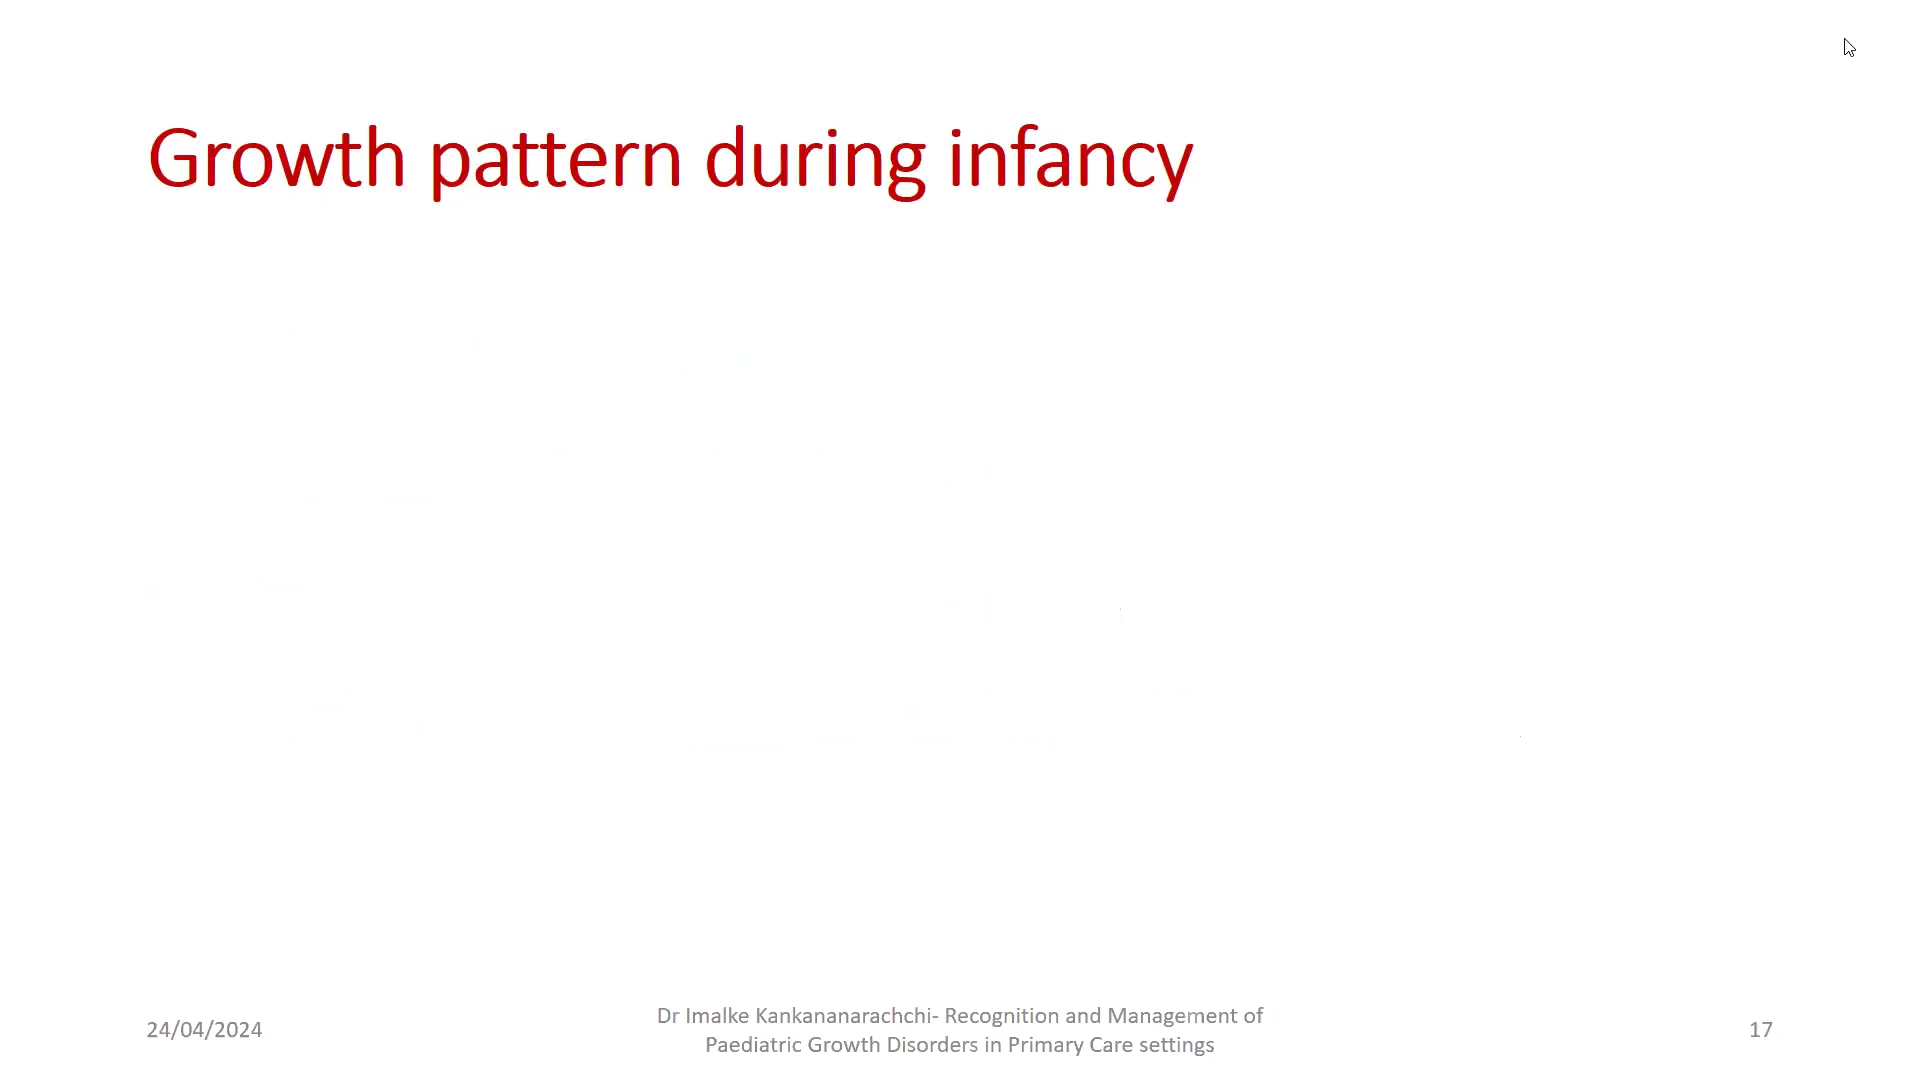 Growth pattern during infancy
24/04/2024
Dr Imalke Kankananarachchi- Recognition and Management of
Paediatric Growth Disorders in Primary Care settings
17